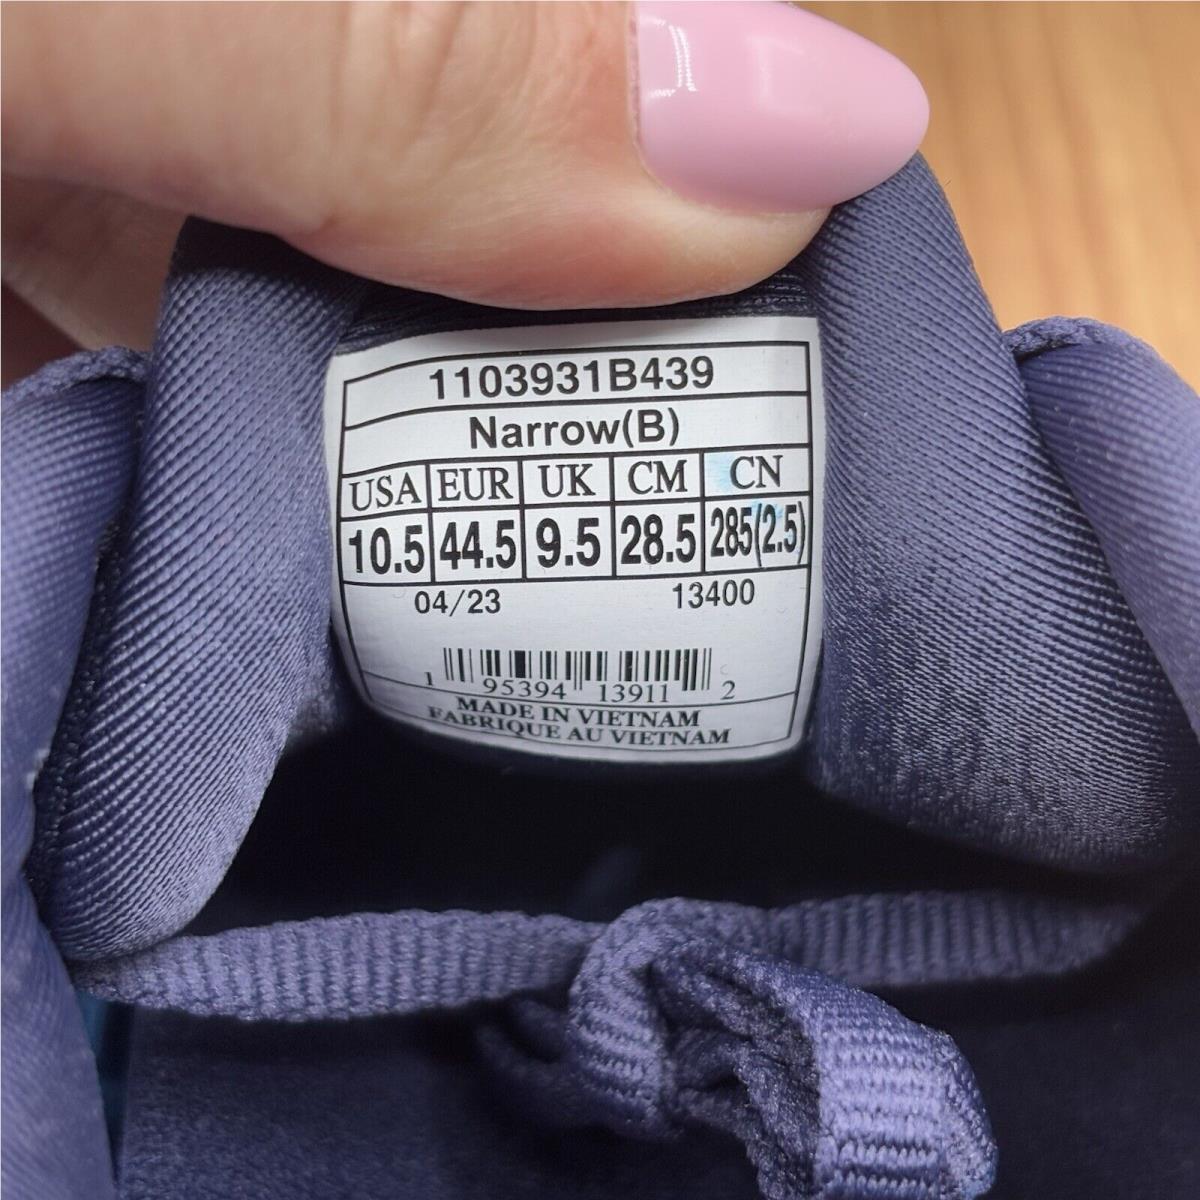 1103931B439
Narrow(B)
USA EUR UK CM CN
10.5 44.5 9.5 28.5 285(2.5)
04/23 13400
1 95394 13911 2
MADE IN VIETNAM
FABRIQUE AU VIETNAM